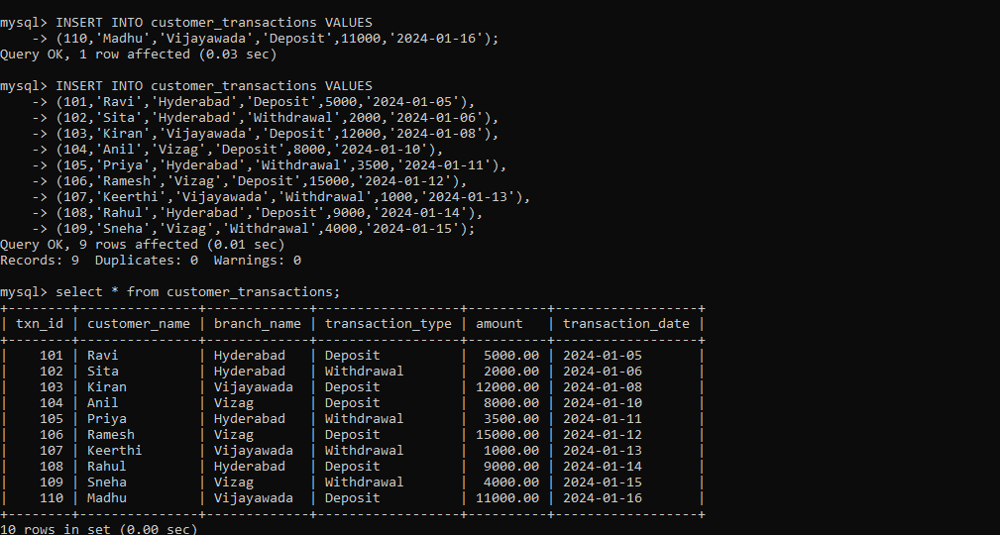 mysql> INSERT INTO customer_transactions VALUES
    -> (110,'Madhu','Vijayawada','Deposit',11000,'2024-01-16');
Query OK, 1 row affected (0.03 sec)

mysql> INSERT INTO customer_transactions VALUES
    -> (101,'Ravi','Hyderabad','Deposit',5000,'2024-01-05'),
    -> (102,'Sita','Hyderabad','Withdrawal',2000,'2024-01-06'),
    -> (103,'Kiran','Vijayawada','Deposit',12000,'2024-01-08'),
    -> (104,'Anil','Vizag','Deposit',8000,'2024-01-10'),
    -> (105,'Priya','Hyderabad','Withdrawal',3500,'2024-01-11'),
    -> (106,'Ramesh','Vizag','Deposit',15000,'2024-01-12'),
    -> (107,'Keerthi','Vijayawada','Withdrawal',1000,'2024-01-13'),
    -> (108,'Rahul','Hyderabad','Deposit',9000,'2024-01-14'),
    -> (109,'Sneha','Vizag','Withdrawal',4000,'2024-01-15');
Query OK, 9 rows affected (0.01 sec)
Records: 9  Duplicates: 0  Warnings: 0

mysql> select * from customer_transactions;
+--------+---------------+-------------+------------------+----------+------------------+
| txn_id | customer_name | branch_name | transaction_type | amount   | transaction_date |
+--------+---------------+-------------+------------------+----------+------------------+
|    101 | Ravi          | Hyderabad   | Deposit          |  5000.00 | 2024-01-05       |
|    102 | Sita          | Hyderabad   | Withdrawal       |  2000.00 | 2024-01-06       |
|    103 | Kiran         | Vijayawada  | Deposit          | 12000.00 | 2024-01-08       |
|    104 | Anil          | Vizag       | Deposit          |  8000.00 | 2024-01-10       |
|    105 | Priya         | Hyderabad   | Withdrawal       |  3500.00 | 2024-01-11       |
|    106 | Ramesh        | Vizag       | Deposit          | 15000.00 | 2024-01-12       |
|    107 | Keerthi       | Vijayawada  | Withdrawal       |  1000.00 | 2024-01-13       |
|    108 | Rahul         | Hyderabad   | Deposit          |  9000.00 | 2024-01-14       |
|    109 | Sneha         | Vizag       | Withdrawal       |  4000.00 | 2024-01-15       |
|    110 | Madhu         | Vijayawada  | Deposit          | 11000.00 | 2024-01-16       |
+--------+---------------+-------------+------------------+----------+------------------+
10 rows in set (0.00 sec)